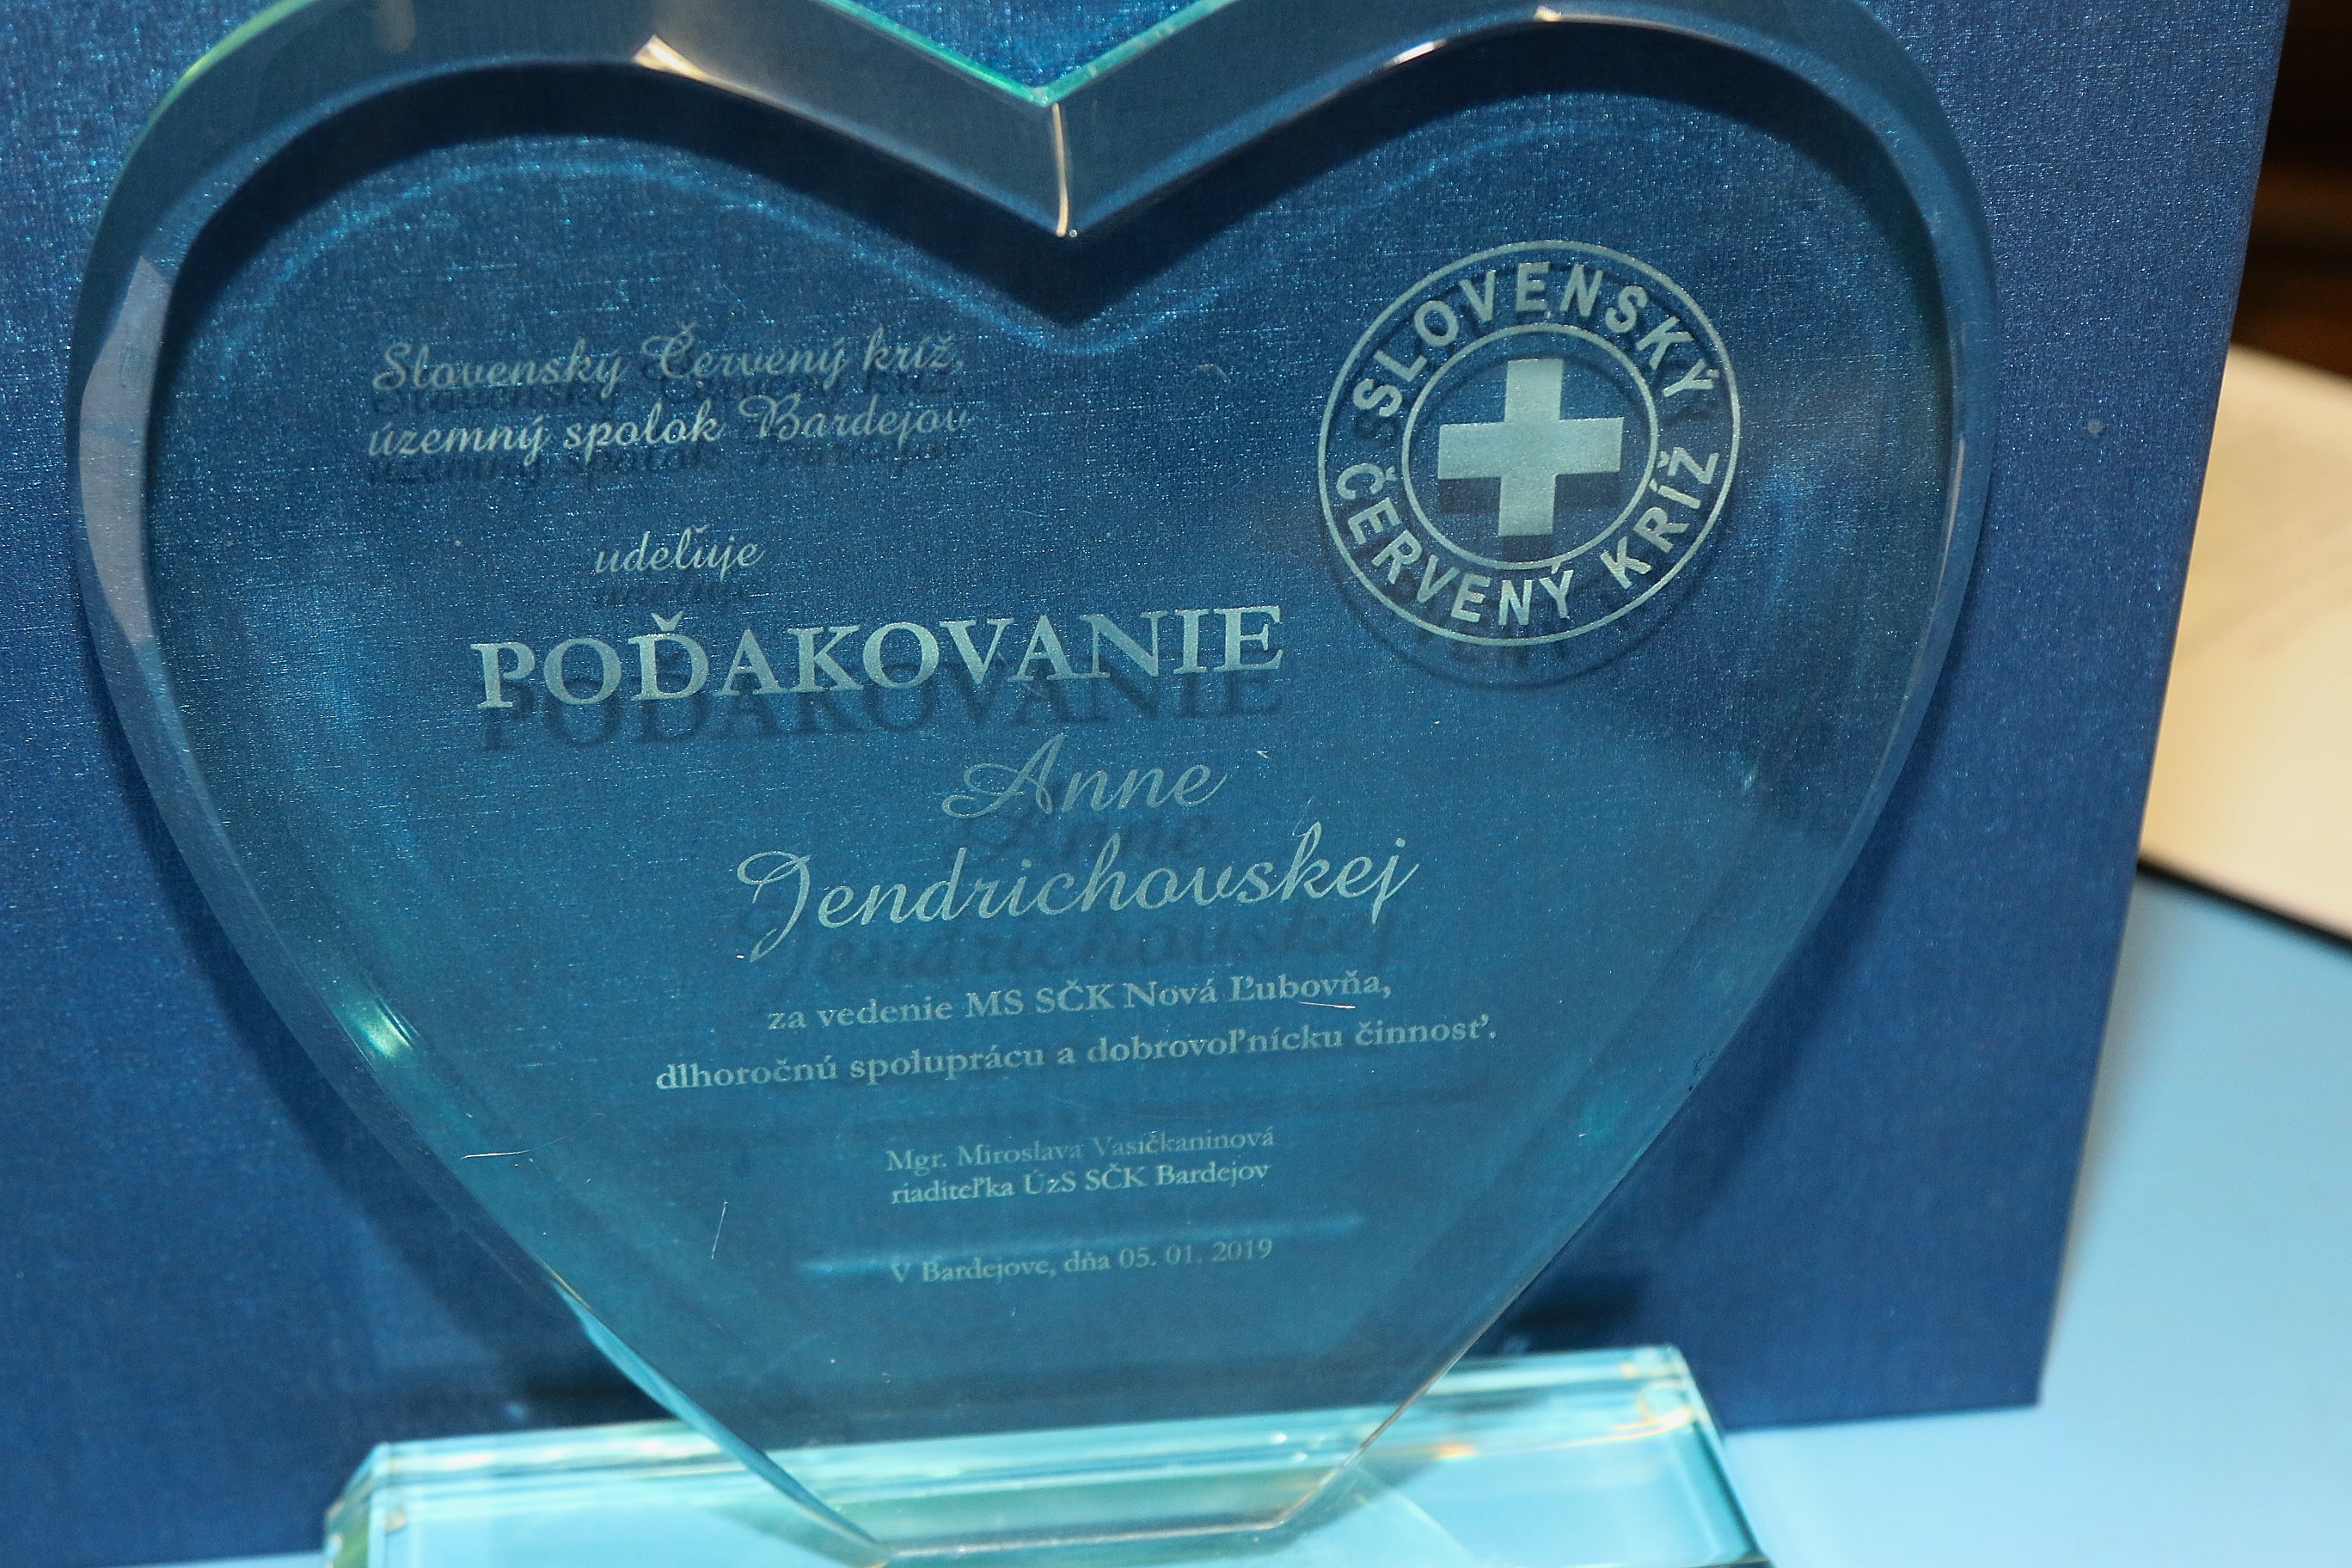 Slovenský Červený kríž,
územný spolok Bardejov
SLOVENSKÝ
ČERVENÝ KRÍŽ
udeľuje
POĎAKOVANIE
Anne
Jendrichovskej
za vedenie MS SČK Nová Ľubovňa,
dlhoročnú spoluprácu a dobrovoľnícku činnosť.
Mgr. Miroslava Vasičkaninová
riaditeľka ÚzS SČK Bardejov
V Bardejove, dňa 05. 01. 2019